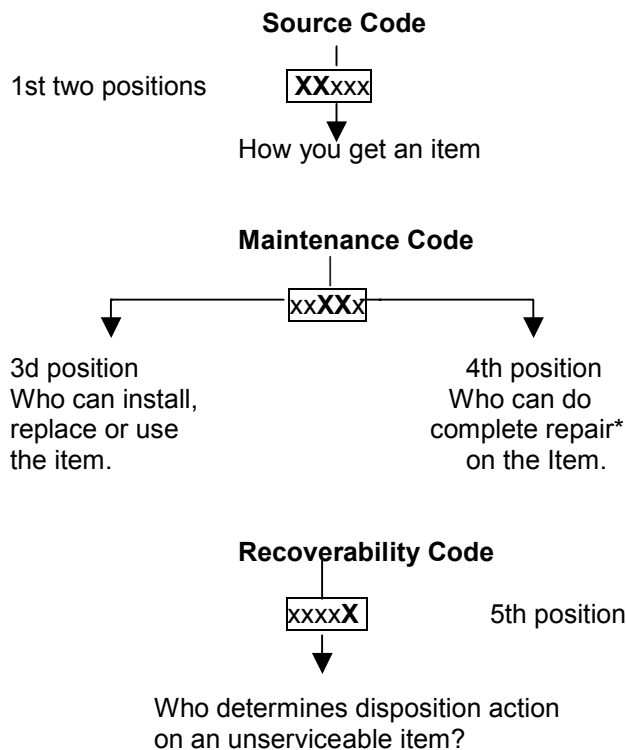 Source Code
1st two positions XXxxx
How you get an item
Maintenance Code
xxXXx
3d position
Who can install,
replace or use
the item.
4th position
Who can do
complete repair*
on the Item.
Recoverability Code
xxxxX 5th position
Who determines disposition action
on an unserviceable item?